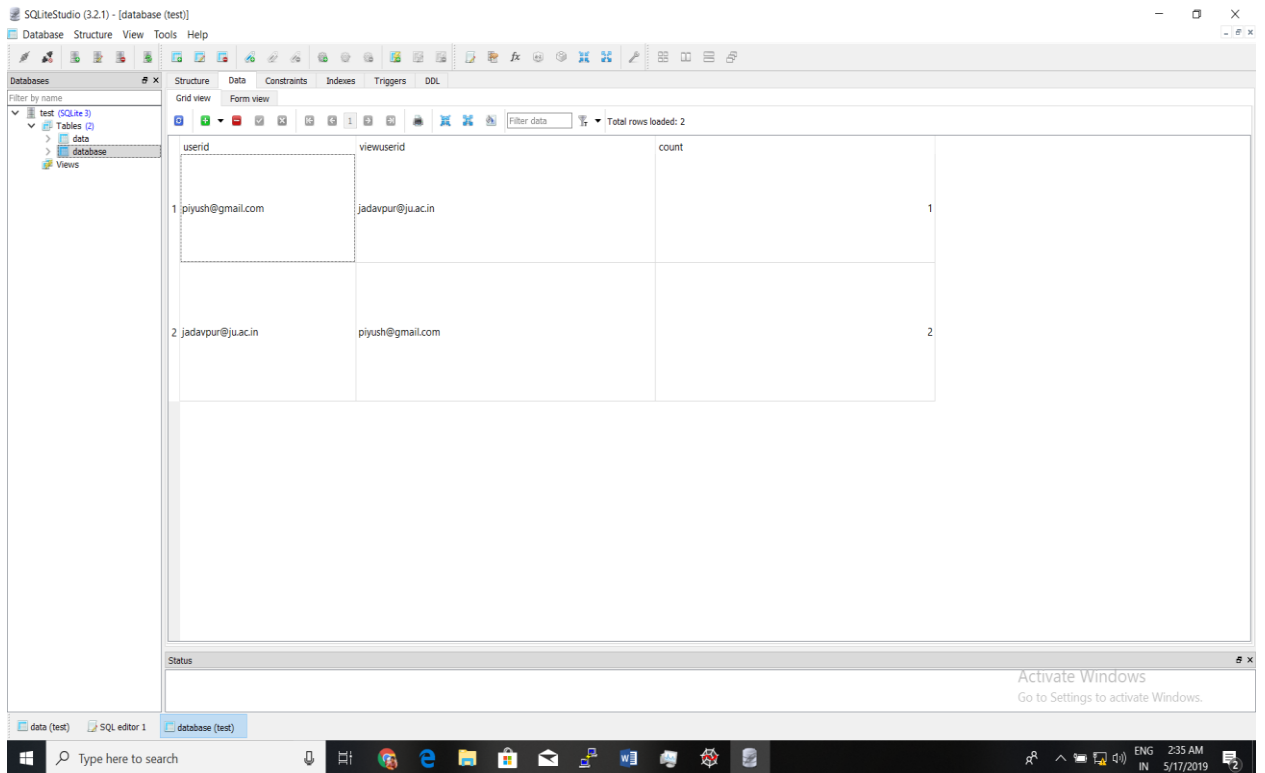 SQLiteStudio (3.2.1) - [database (test)]
Database Structure View Tools Help
Databases
Filter by name
test (SQLite 3)
Tables (2)
data
database
Views
Structure Data Constraints Indexes Triggers DDL
Grid view Form view
1 Filter data Total rows loaded: 2
userid viewuserid count
1 piyush@gmail.com jadavpur@ju.ac.in 1
2 jadavpur@ju.ac.in piyush@gmail.com 2
Status
Activate Windows
Go to Settings to activate Windows.
data (test) SQL editor 1 database (test)
Type here to search
ENG 2:35 AM
IN 5/17/2019
2